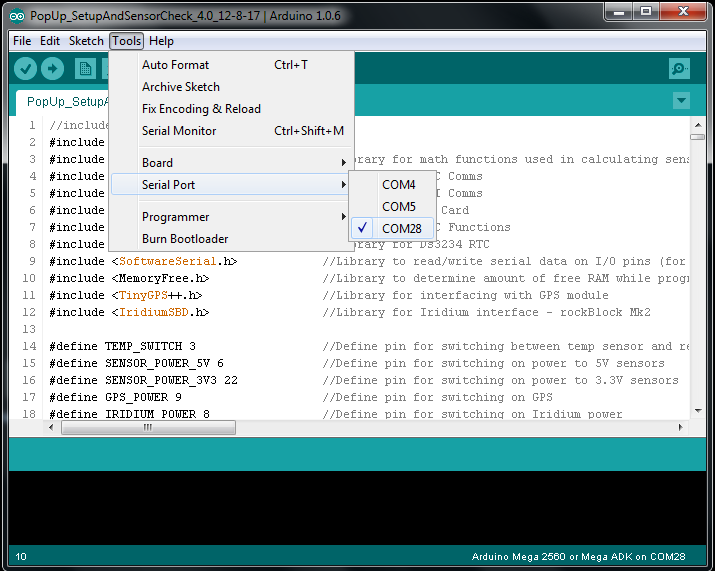 PopUp_SetupAndSensorCheck_4.0_12-8-17 | Arduino 1.0.6
File Edit Sketch Tools Help
Auto Format Ctrl+T
Archive Sketch
Fix Encoding & Reload
Serial Monitor Ctrl+Shift+M
Board
Serial Port
Programmer
Burn Bootloader
COM4
COM5
COM28
PopUp_SetupA
1 //include
2 #include
3 #include brary for math functions used in calculating sens
4 #include C Comms
5 #include I Comms
6 #include Card
7 #include C Functions
8 #include brary for DS3234 RTC
9 #include <SoftwareSerial.h> //Library to read/write serial data on I/O pins (for
10 #include <MemoryFree.h> //Library to determine amount of free RAM while prog
11 #include <TinyGPS++.h> //Library for interfacing with GPS module
12 #include <IridiumSBD.h> //Library for Iridium interface - rockBlock Mk2
13
14 #define TEMP_SWITCH 3 //Define pin for switching between temp sensor and re
15 #define SENSOR_POWER_5V 6 //Define pin for switching on power to 5V sensors
16 #define SENSOR_POWER_3V3 22 //Define pin for switching on power to 3.3V sensors
17 #define GPS_POWER 9 //Define pin for switching on GPS
18 #define IRIDIUM_POWER 8 //Define pin for switching on Iridium power
10 Arduino Mega 2560 or Mega ADK on COM28